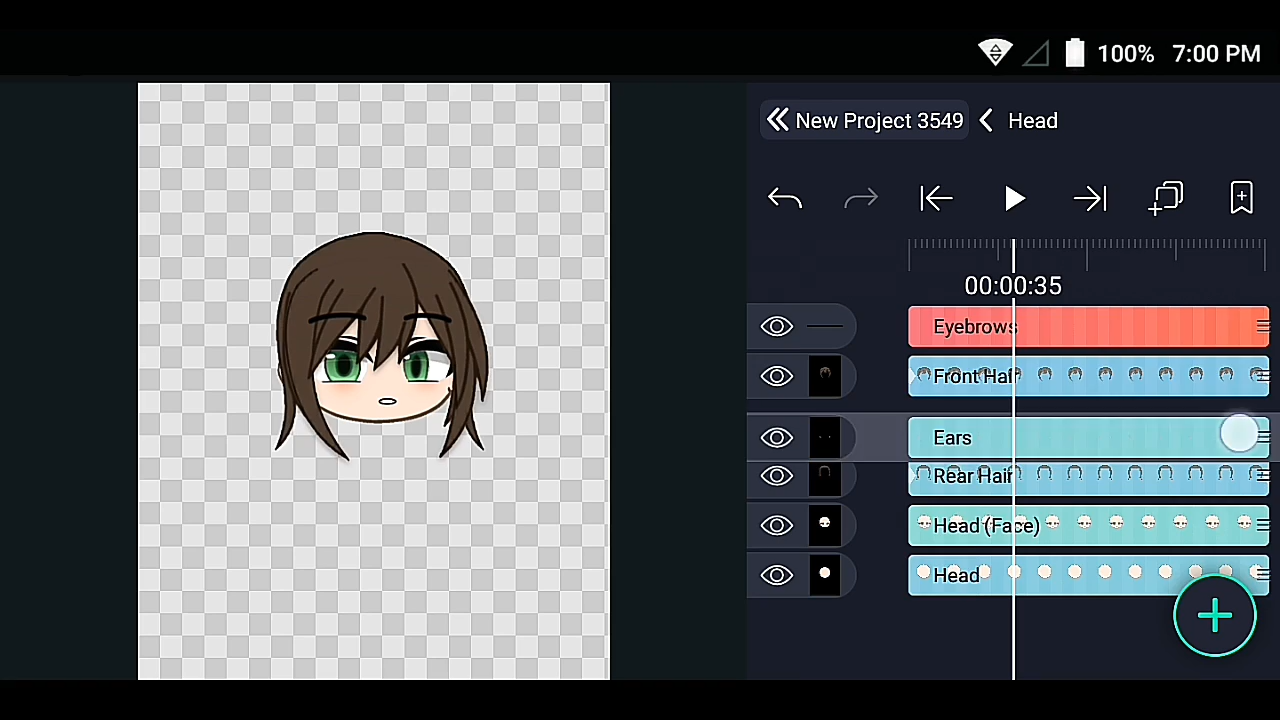 100% 7:00 PM
New Project 3549 Head
00:00:35
Eyebrows
Front Hair
Ears
Rear Hair
Head (Face)
Head